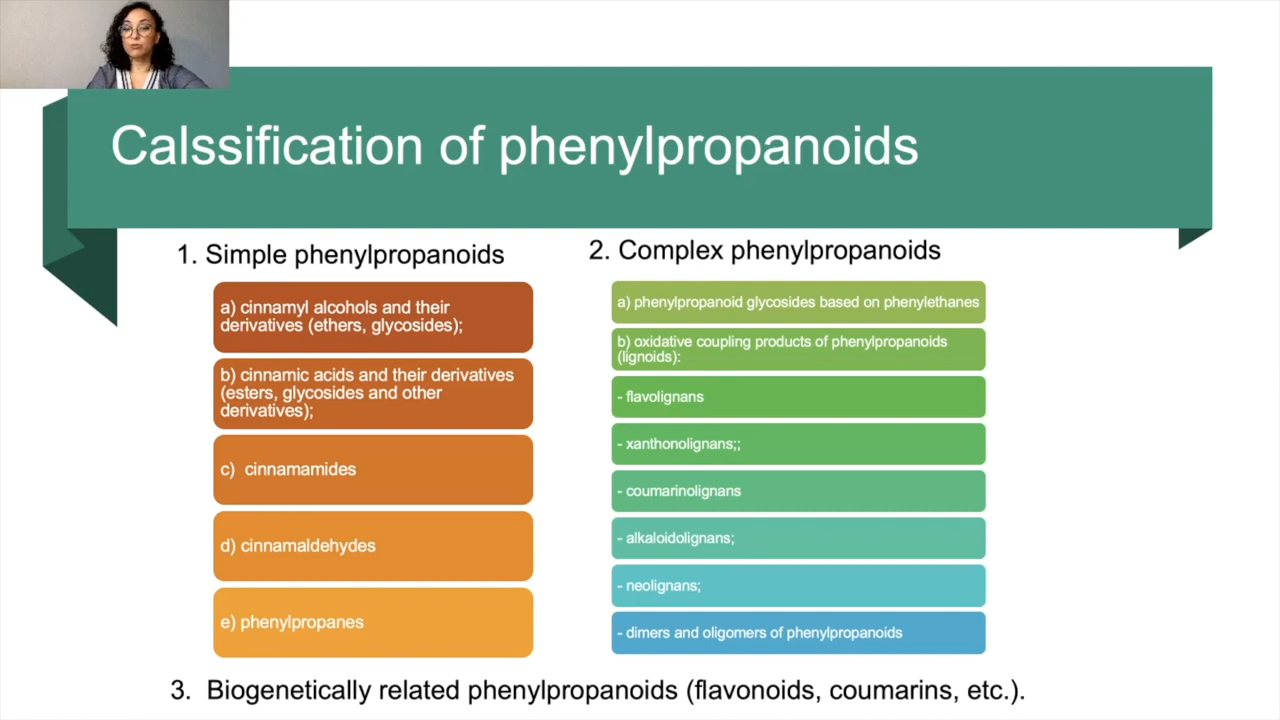 Calssification of phenylpropanoids
1. Simple phenylpropanoids
a) cinnamyl alcohols and their
derivatives (ethers, glycosides);
b) cinnamic acids and their derivatives
(esters, glycosides and other
derivatives);
c) cinnamamides
d) cinnamaldehydes
e) phenylpropanes
2. Complex phenylpropanoids
a) phenylpropanoid glycosides based on phenylethanes
b) oxidative coupling products of phenylpropanoids
(lignoids):
- flavolignans
- xanthonolignans;;
- coumarinolignans
- alkaloidolignans;
- neolignans;
- dimers and oligomers of phenylpropanoids
3. Biogenetically related phenylpropanoids (flavonoids, coumarins, etc.).